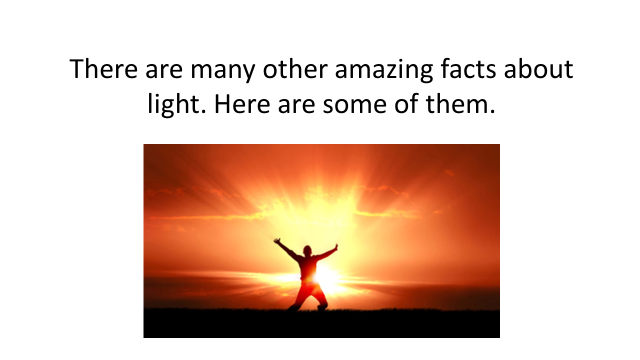 There are many other amazing facts about
light. Here are some of them.